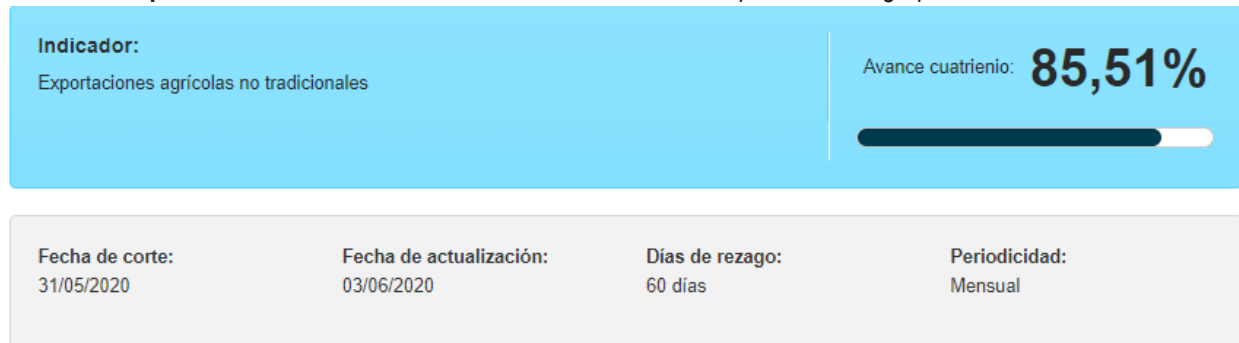 Indicador:
Exportaciones agrícolas no tradicionales
Avance cuatrienio: 85,51%
Fecha de corte:
31/05/2020
Fecha de actualización:
03/06/2020
Días de rezago:
60 días
Periodicidad:
Mensual